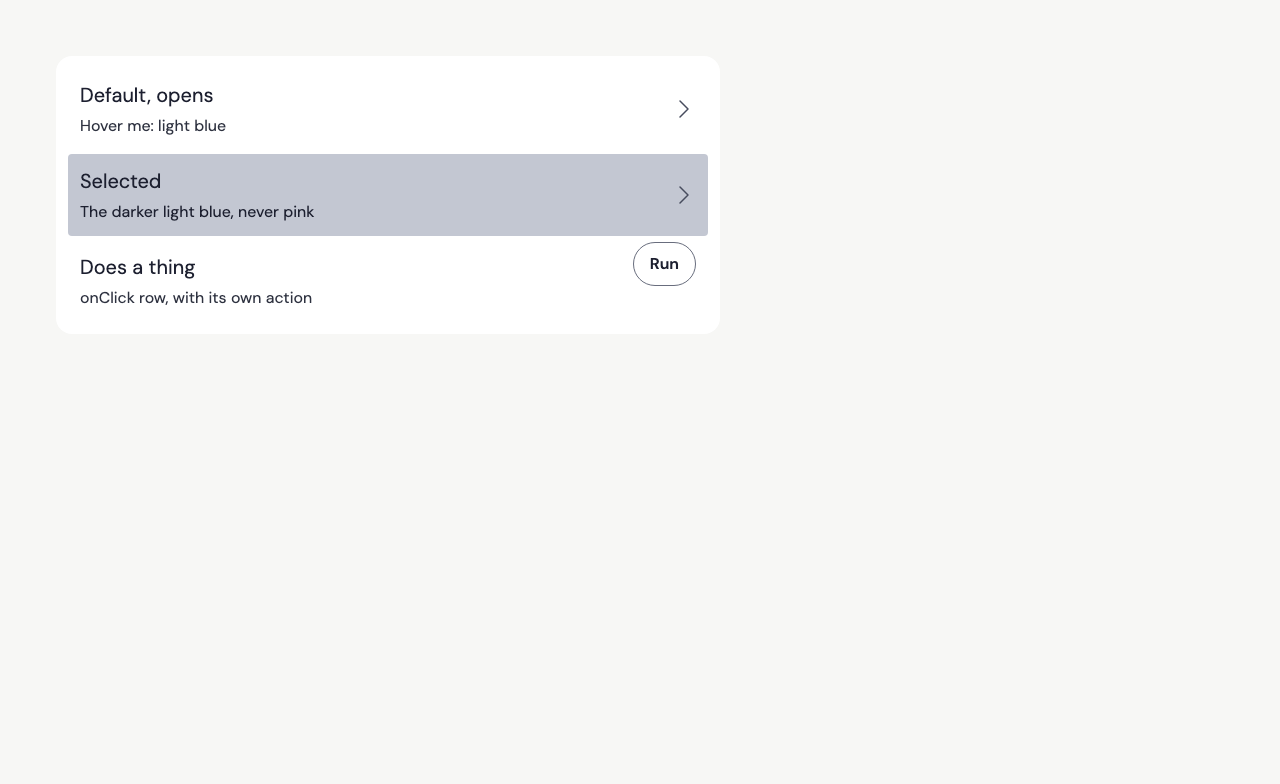 Default, opens
Hover me: light blue
Selected
The darker light blue, never pink
Does a thing
Run
onClick row, with its own action